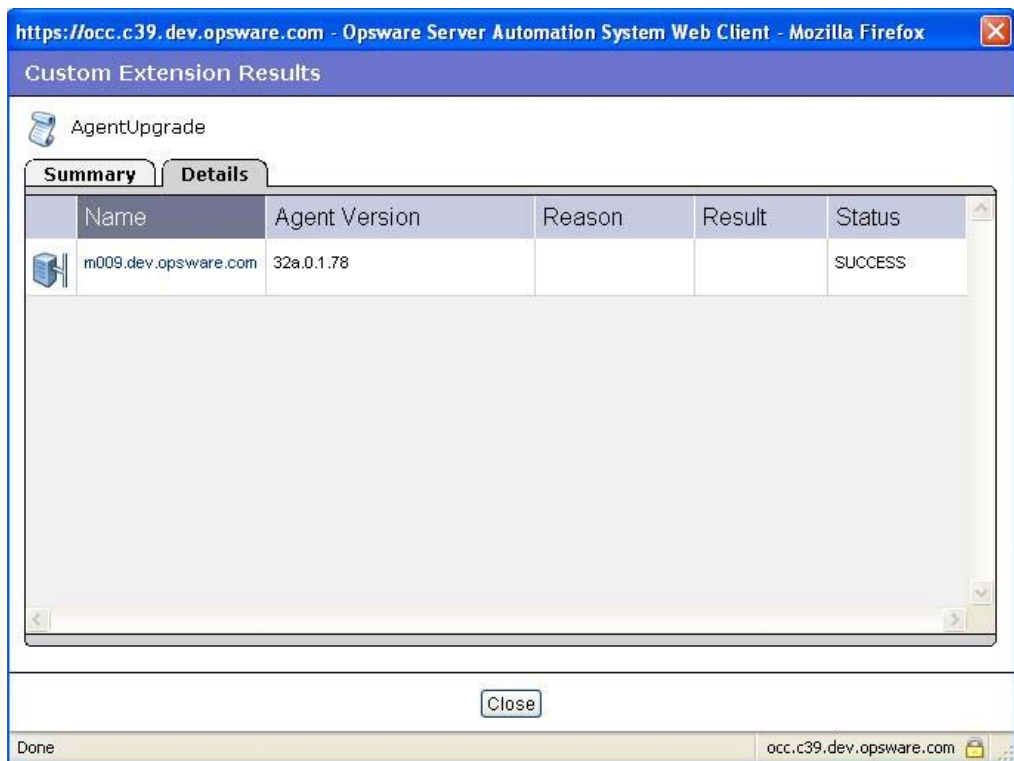 https://occ.c39.dev.opsware.com - Opsware Server Automation System Web Client - Mozilla Firefox
Custom Extension Results
AgentUpgrade
Summary Details
Name Agent Version Reason Result Status
m009.dev.opsware.com 32a.0.1.78 SUCCESS
Close
Done occ.c39.dev.opsware.com